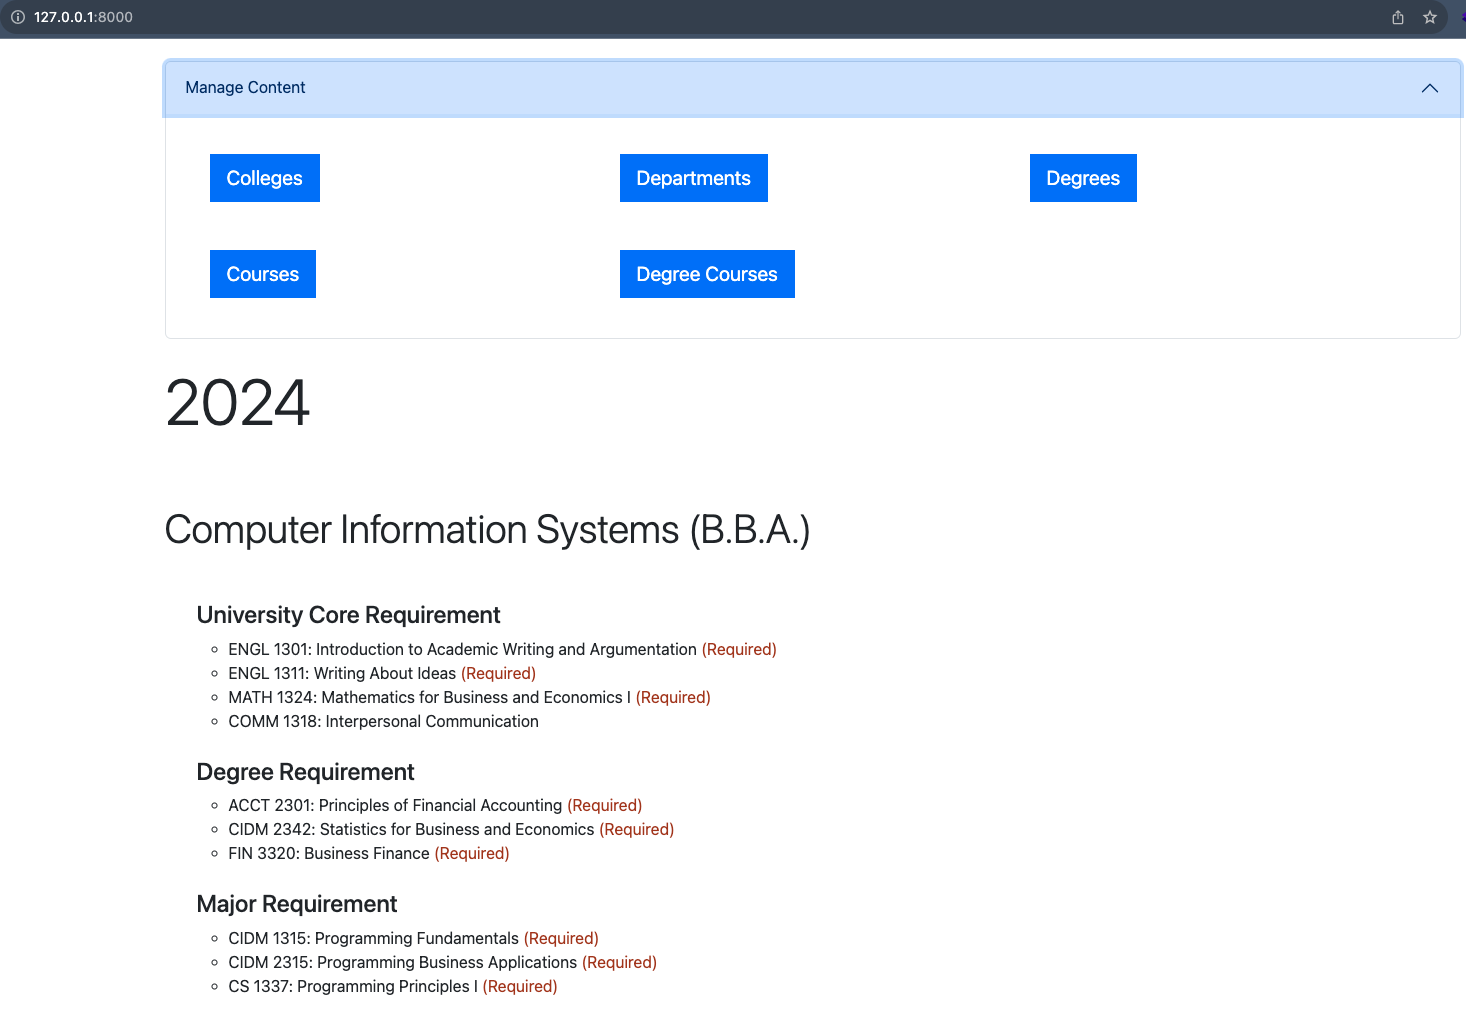 127.0.0.1:8000
Manage Content
Colleges Departments Degrees
Courses Degree Courses
2024
Computer Information Systems (B.B.A.)
University Core Requirement
ENGL 1301: Introduction to Academic Writing and Argumentation (Required)
ENGL 1311: Writing About Ideas (Required)
MATH 1324: Mathematics for Business and Economics I (Required)
COMM 1318: Interpersonal Communication
Degree Requirement
ACCT 2301: Principles of Financial Accounting (Required)
CIDM 2342: Statistics for Business and Economics (Required)
FIN 3320: Business Finance (Required)
Major Requirement
CIDM 1315: Programming Fundamentals (Required)
CIDM 2315: Programming Business Applications (Required)
CS 1337: Programming Principles I (Required)